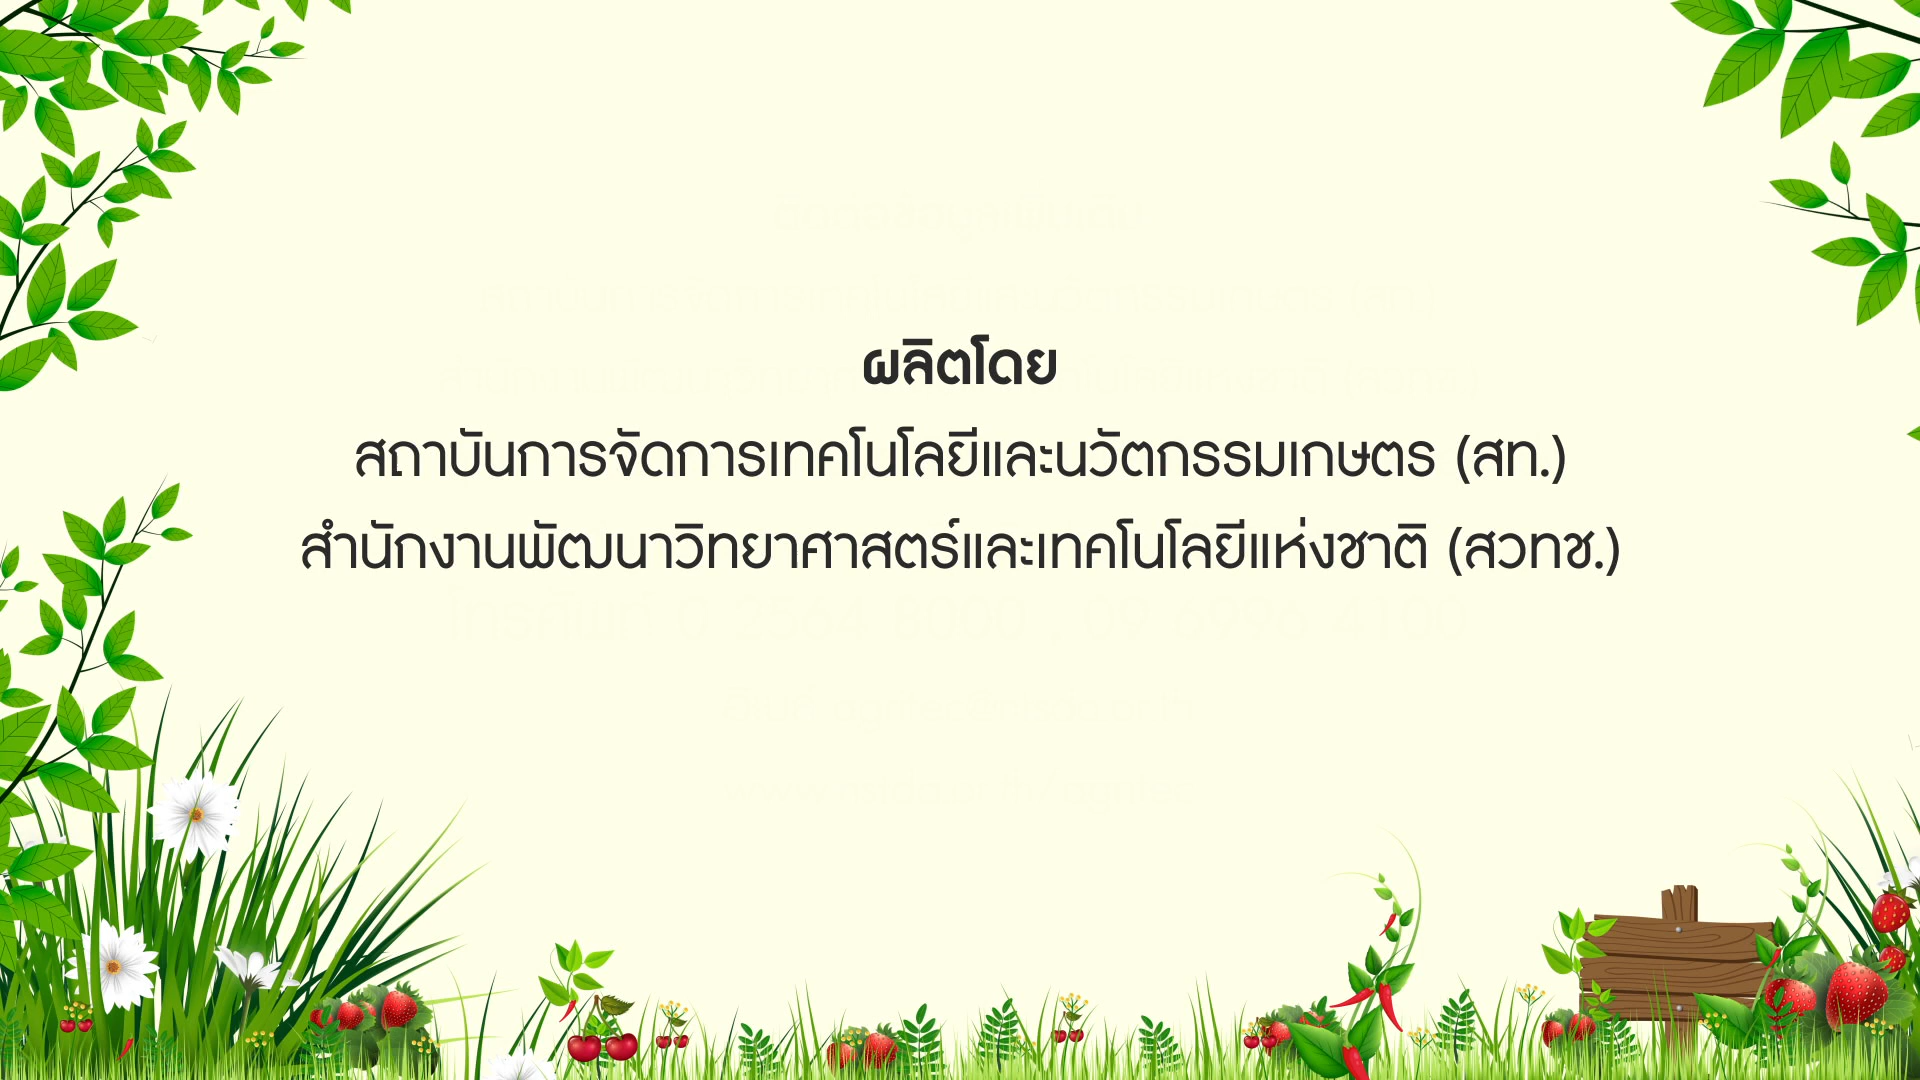 ผลิตโดย
สถาบันการจัดการเทคโนโลยีและนวัตกรรมเกษตร (สท.)
สำนักงานพัฒนาวิทยาศาสตร์และเทคโนโลยีแห่งชาติ (สวทช.)